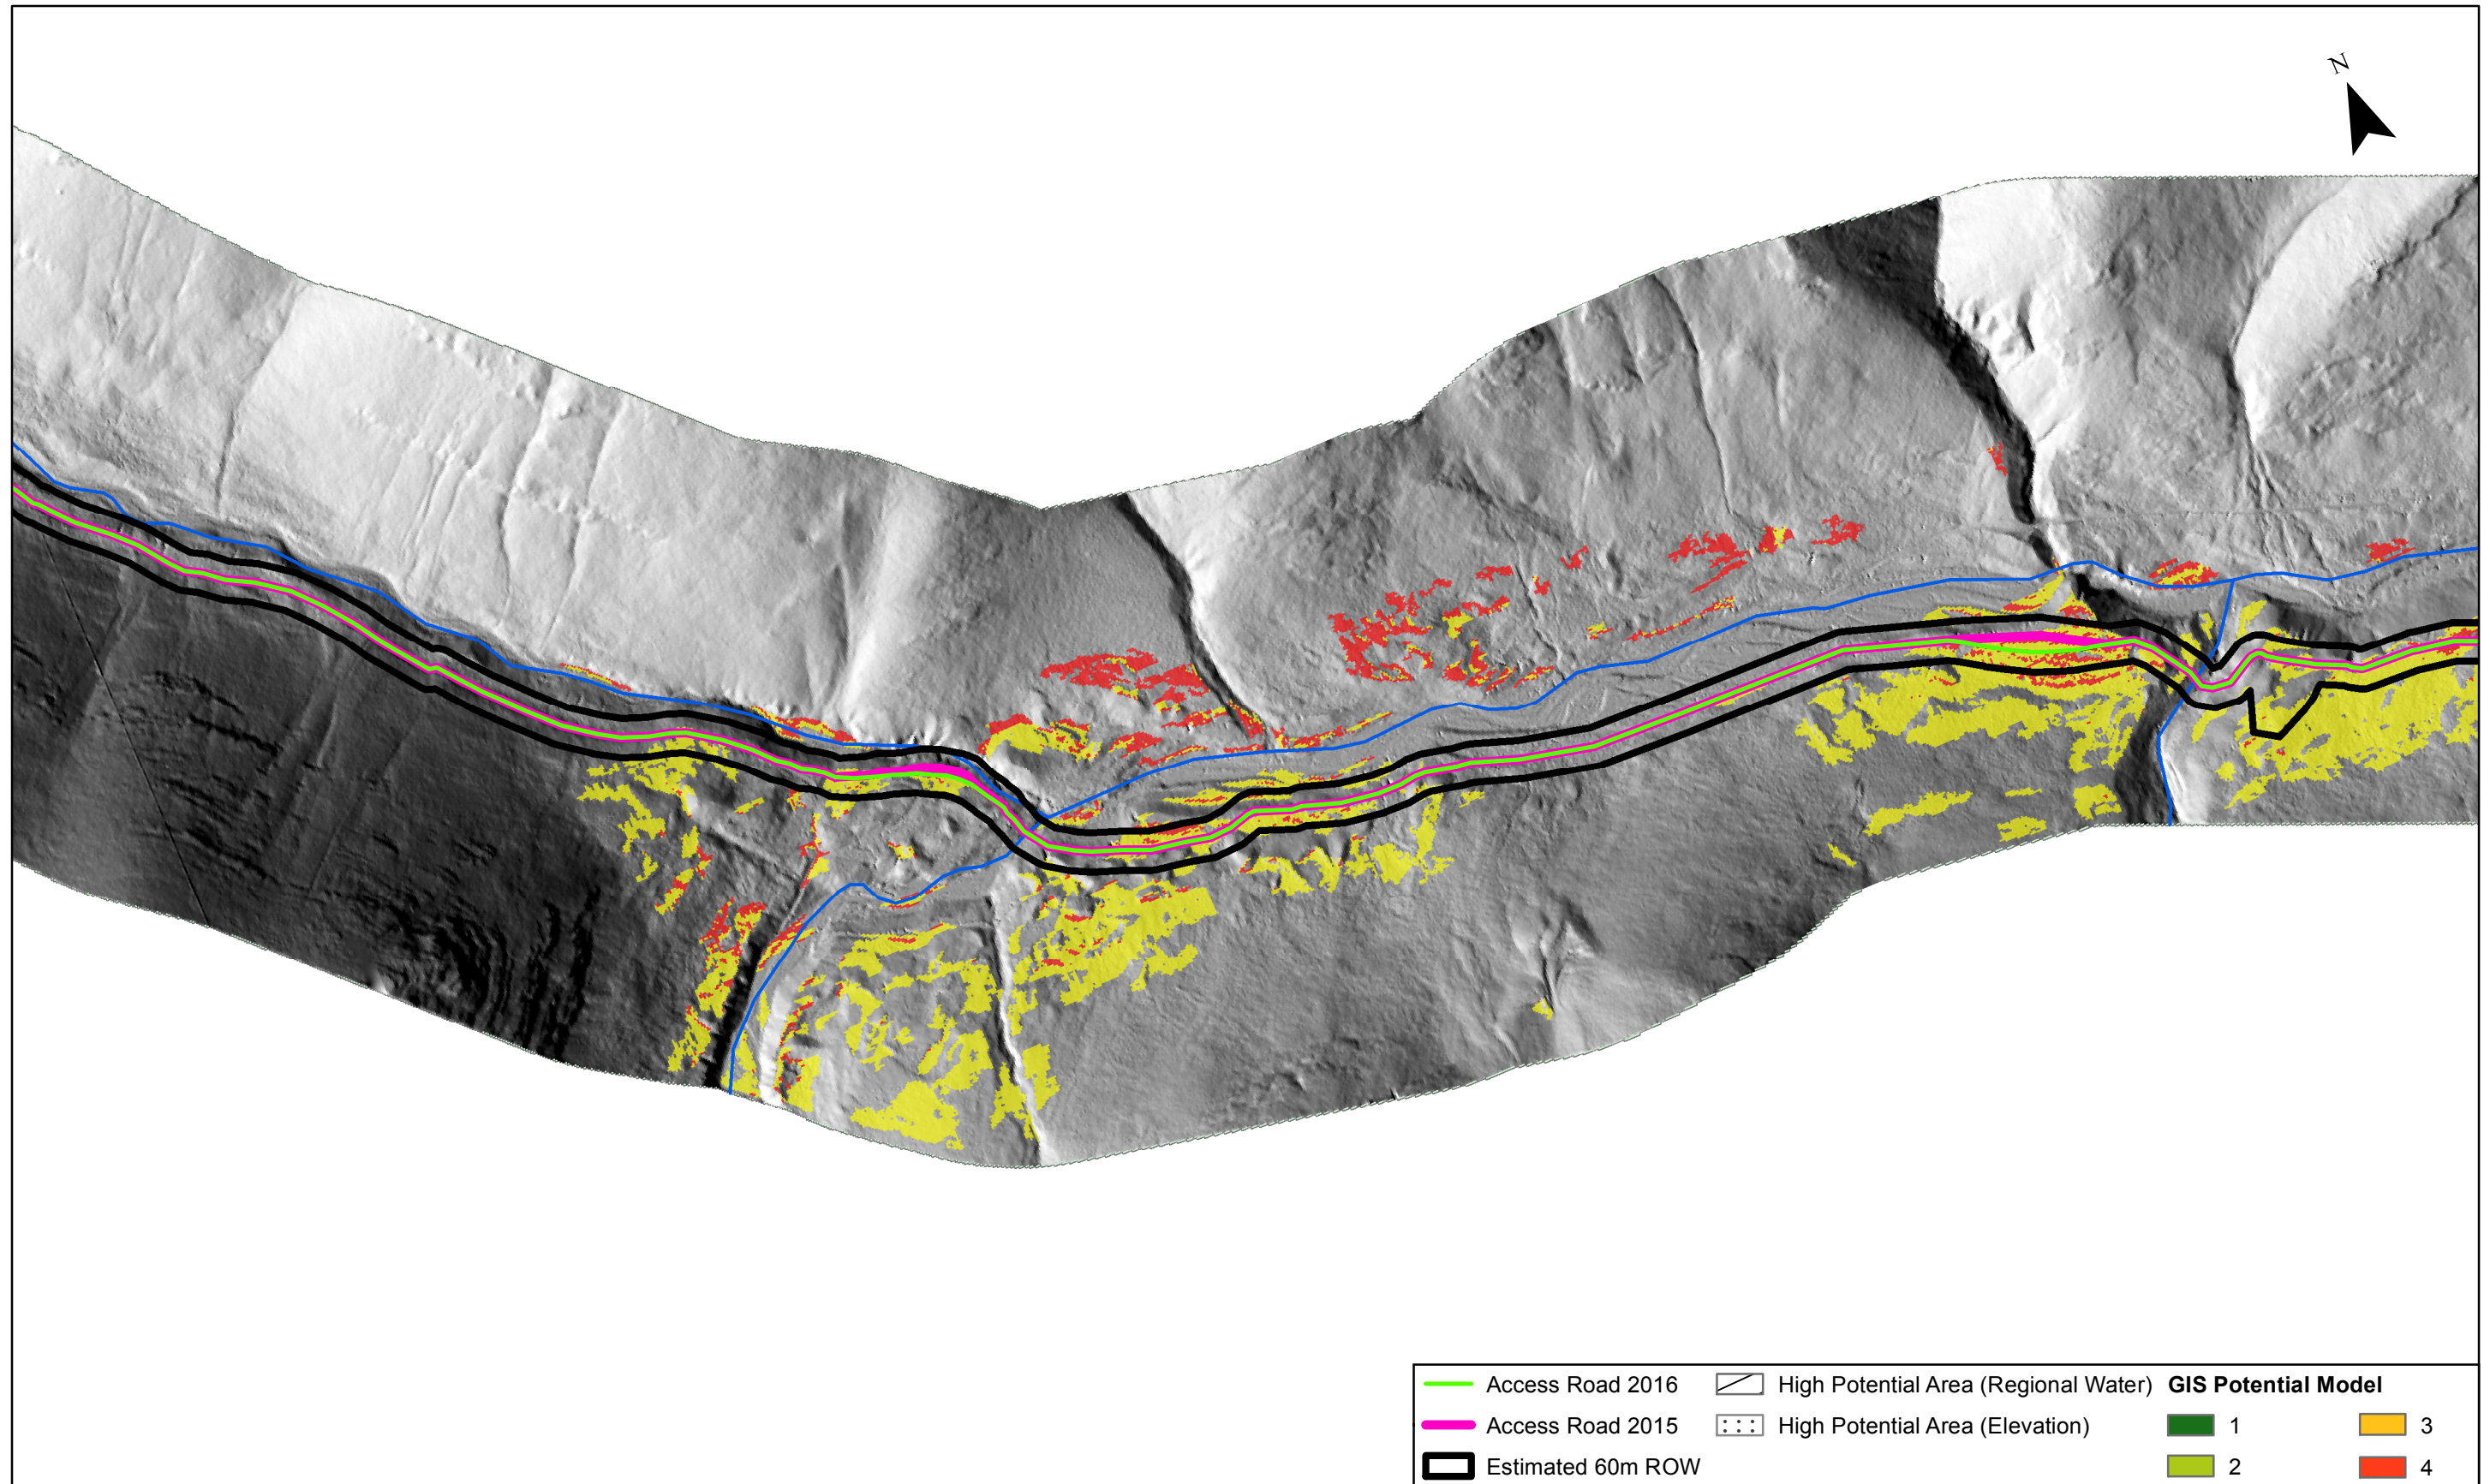 N
Access Road 2016
Access Road 2015
Estimated 60m ROW
High Potential Area (Regional Water)
High Potential Area (Elevation)
GIS Potential Model
1
2
3
4